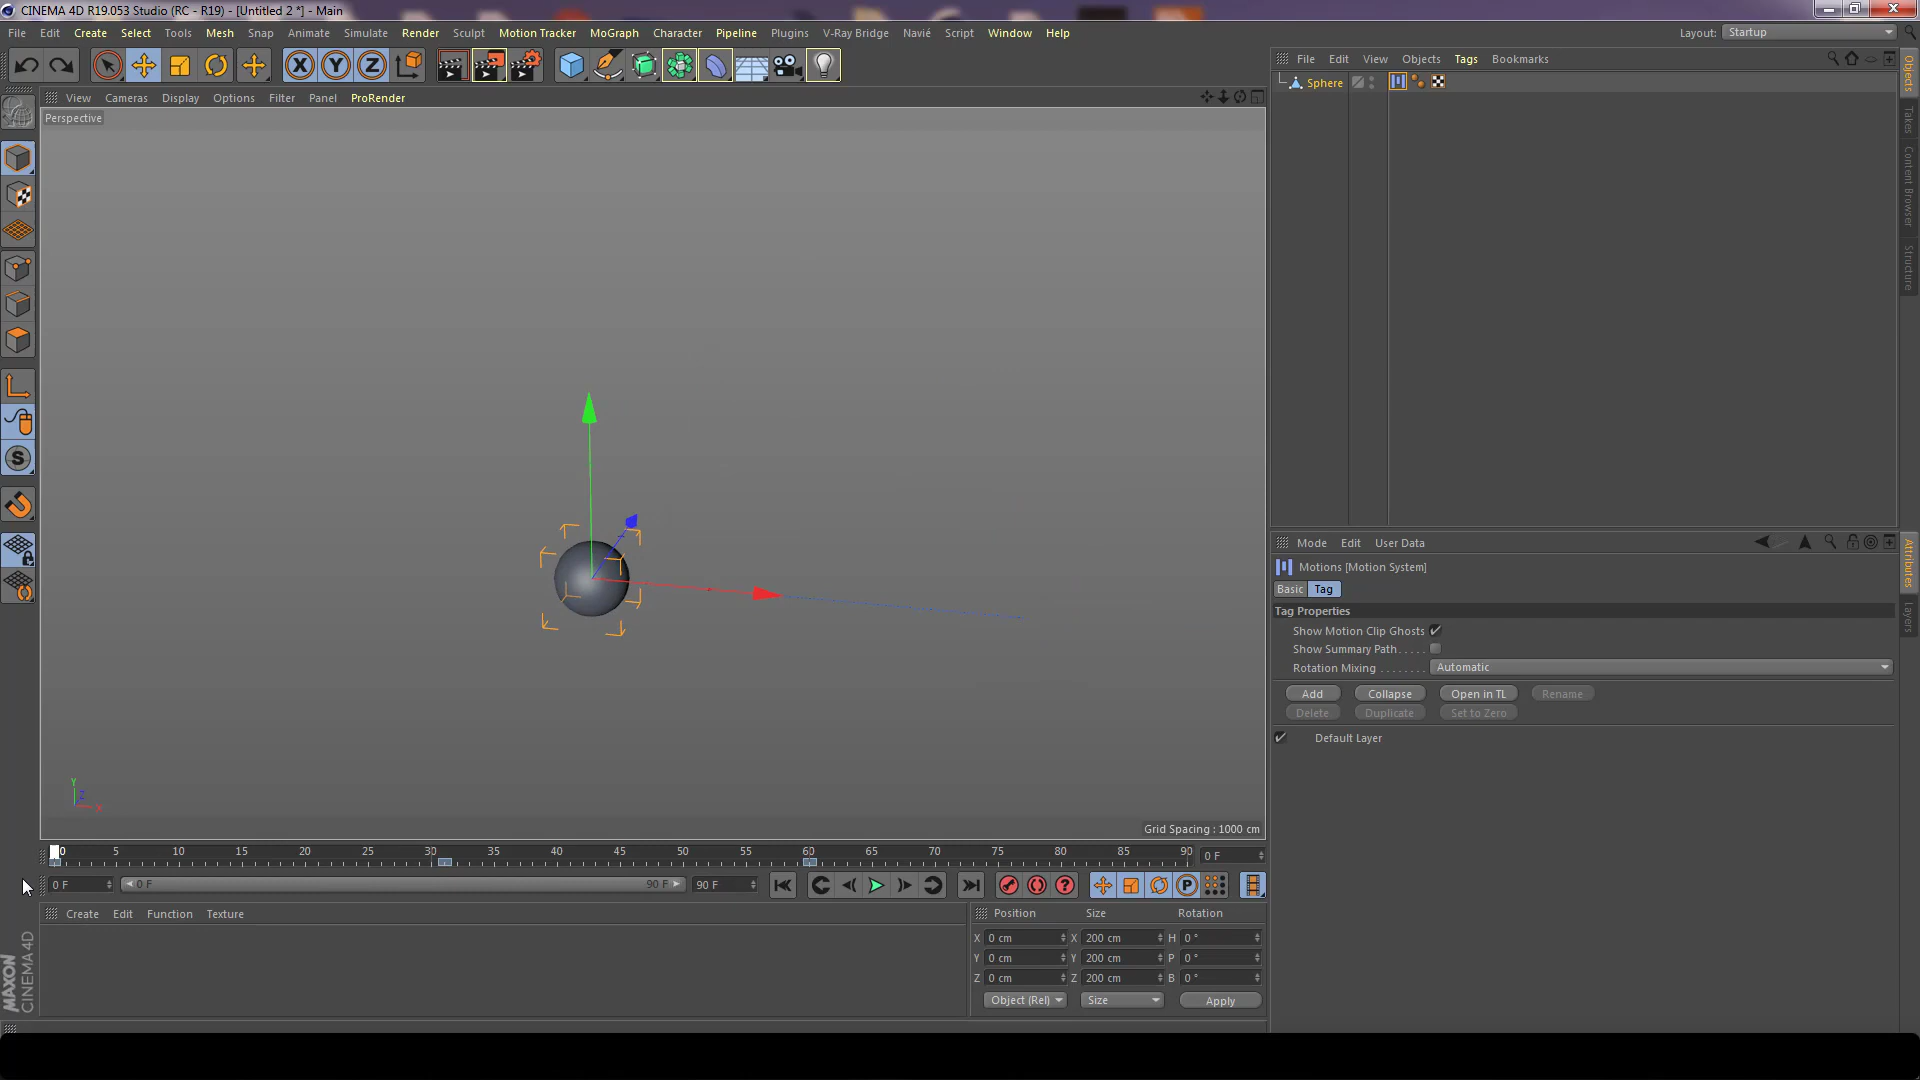 CINEMA 4D R19.053 Studio (RC - R19) - [Untitled 2 *] - Main
File Edit Create Select Tools Mesh Snap Animate Simulate Render Sculpt Motion Tracker MoGraph Character Pipeline Plugins V-Ray Bridge Navié Script Window Help Layout: Startup
X Y Z
File Edit View Objects Tags Bookmarks
Sphere
View Cameras Display Options Filter Panel ProRender
Perspective
Objects
Takes
Content Browser
Structure
S
Mode Edit User Data
Motions [Motion System]
Basic Tag
Tag Properties
Show Motion Clip Ghosts
Show Summary Path . . . . .
Rotation Mixing . . . . . . . . Automatic
Add Collapse Open in TL Rename
Delete Duplicate Set to Zero
Default Layer
Attributes
Layers
Y
Z
X
Grid Spacing : 1000 cm
0 5 10 15 20 25 30 35 40 45 50 55 60 65 70 75 80 85 90 0 F
0 F 0 F 90 F 90 F
P
Create Edit Function Texture
Position Size Rotation
X 0 cm X 200 cm H 0 °
Y 0 cm Y 200 cm P 0 °
Z 0 cm Z 200 cm B 0 °
Object (Rel) Size Apply
MAXON
CINEMA 4D